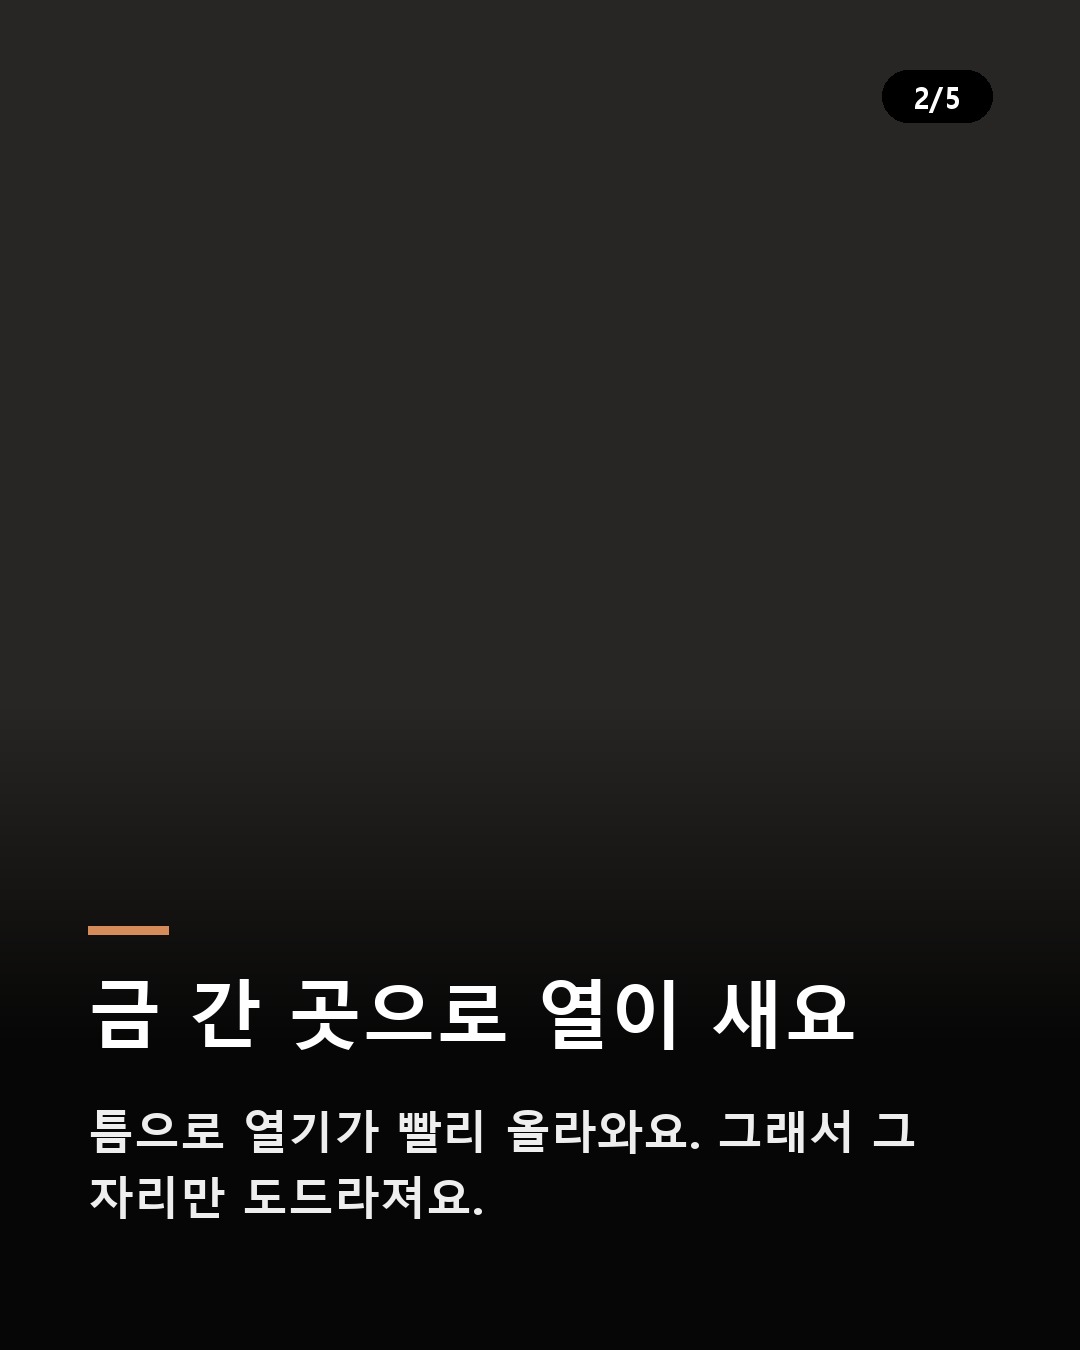 2/5
금 간 곳으로 열이 새요
틈으로 열기가 빨리 올라와요. 그래서 그
자리만 도드라져요.